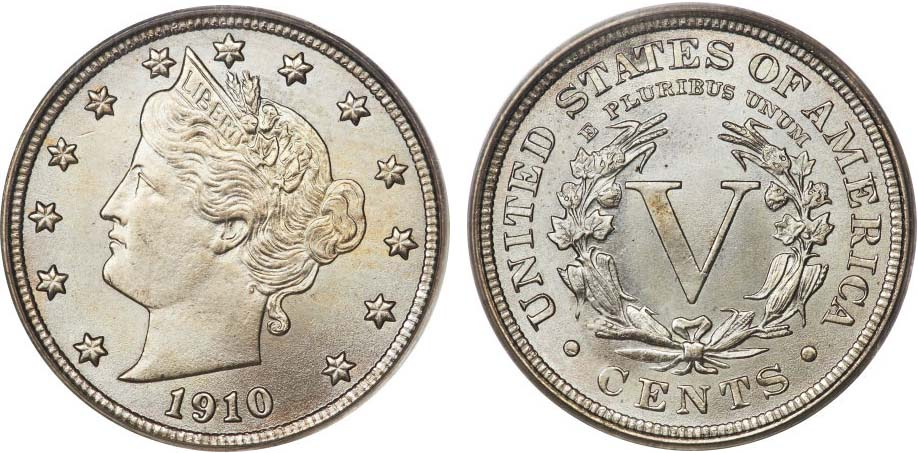 LIBERTY
1910
UNITED STATES OF AMERICA
E PLURIBUS UNUM
V
CENTS